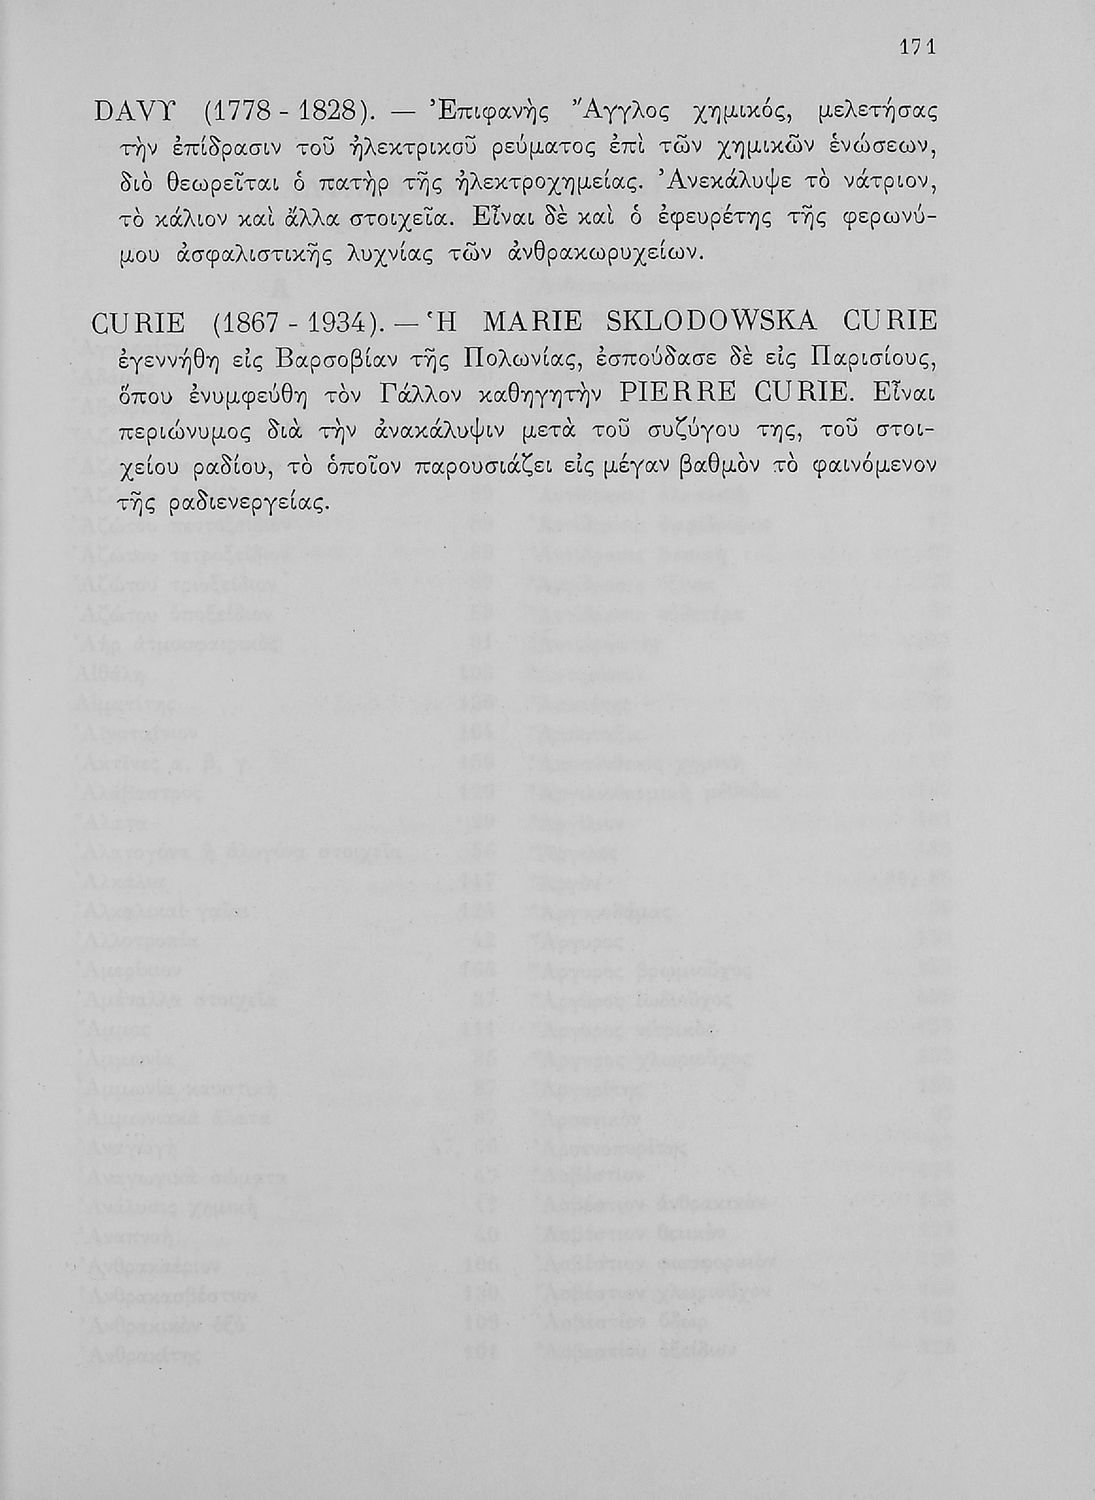 171
DAVY (1778 - 1828). — Ἐπιφανὴς Ἄγγλος χημικός, μελετήσας
τὴν ἐπίδρασιν τοῦ ἠλεκτρικοῦ ρεύματος ἐπὶ τῶν χημικῶν ἑνώσεων,
διὸ θεωρεῖται ὁ πατὴρ τῆς ἠλεκτροχημείας. Ἀνεκάλυψε τὸ νάτριον,
τὸ κάλιον καὶ ἄλλα στοιχεῖα. Εἶναι δὲ καὶ ὁ ἐφευρέτης τῆς φερωνύ-
μου ἀσφαλιστικῆς λυχνίας τῶν ἀνθρακωρυχείων.
CURIE (1867 - 1934). — Ἡ MARIE SKLODOWSKA CURIE
ἐγεννήθη εἰς Βαρσοβίαν τῆς Πολωνίας, ἐσπούδασε δὲ εἰς Παρισίους,
ὅπου ἐνυμφεύθη τὸν Γάλλον καθηγητὴν PIERRE CURIE. Εἶναι
περιώνυμος διὰ τὴν ἀνακάλυψιν μετὰ τοῦ συζύγου της, τοῦ στοι-
χείου ραδίου, τὸ ὁποῖον παρουσιάζει εἰς μέγαν βαθμὸν τὸ φαινόμενον
τῆς ραδιενεργείας.